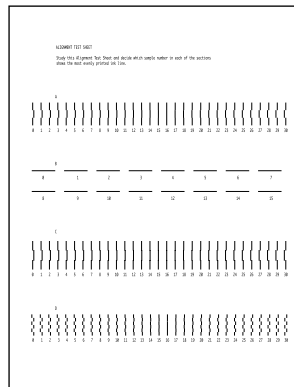 ALIGNMENT TEST SHEET
Study this Alignment Test Sheet and decide which sample number in each of the sections
shows the most evenly printed ink line.
A
0 1 2 3 4 5 6 7 8 9 10 11 12 13 14 15 16 17 18 19 20 21 22 23 24 25 26 27 28 29 30
B
0 1 2 3 4 5 6 7
8 9 10 11 12 13 14 15
C
0 1 2 3 4 5 6 7 8 9 10 11 12 13 14 15 16 17 18 19 20 21 22 23 24 25 26 27 28 29 30
D
0 1 2 3 4 5 6 7 8 9 10 11 12 13 14 15 16 17 18 19 20 21 22 23 24 25 26 27 28 29 30